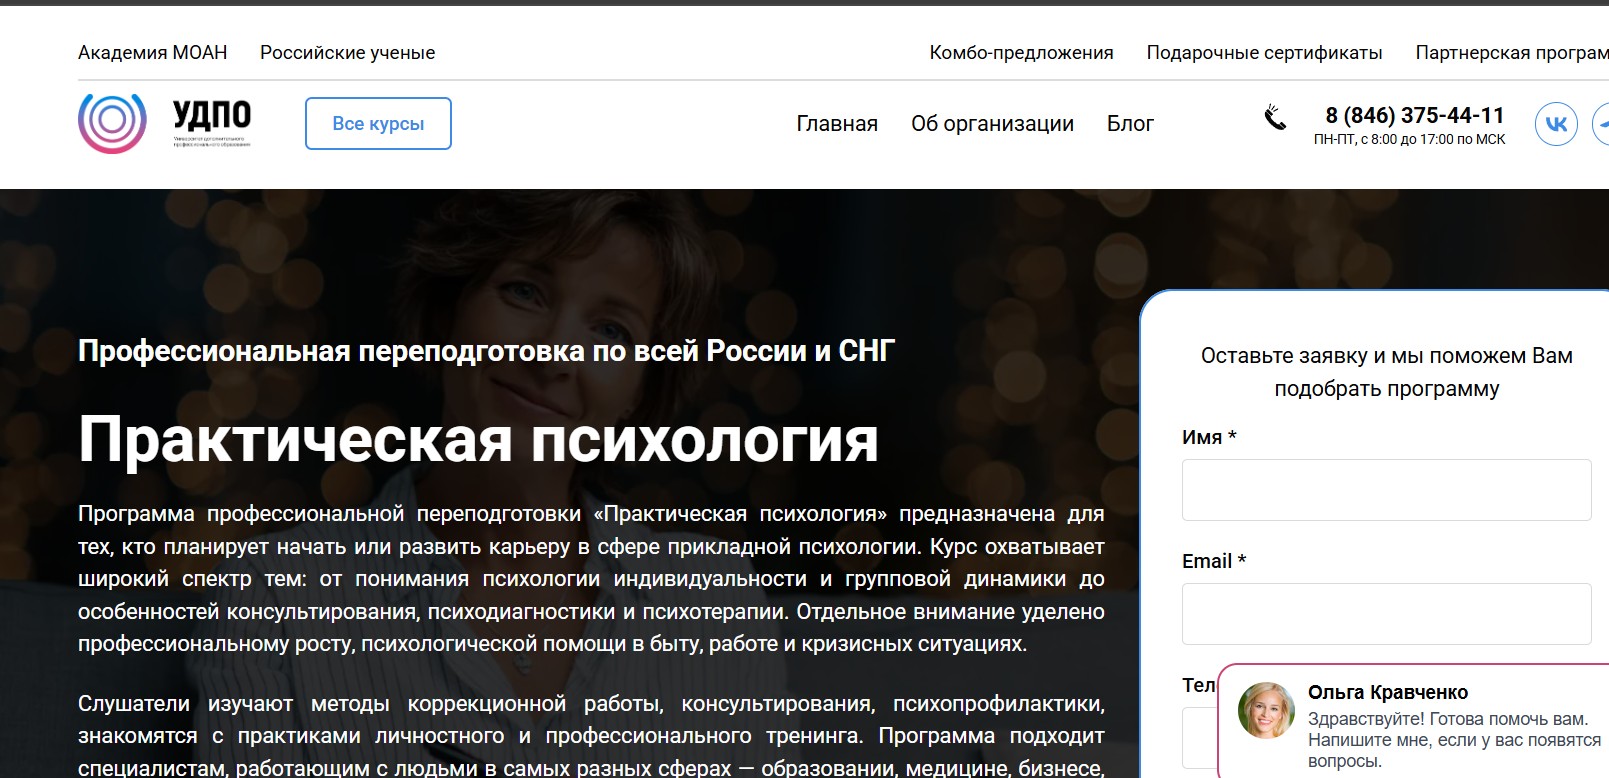 Академия МОАН Российские ученые Комбо-предложения Подарочные сертификаты Партнерская програм
УДПО
Университет дополнительного
профессионального образования
Все курсы
Главная Об организации Блог
8 (846) 375-44-11
ПН-ПТ, с 8:00 до 17:00 по МСК
Профессиональная переподготовка по всей России и СНГ
Практическая психология
Программа профессиональной переподготовки «Практическая психология» предназначена для
тех, кто планирует начать или развить карьеру в сфере прикладной психологии. Курс охватывает
широкий спектр тем: от понимания психологии индивидуальности и групповой динамики до
особенностей консультирования, психодиагностики и психотерапии. Отдельное внимание уделено
профессиональному росту, психологической помощи в быту, работе и кризисных ситуациях.
Слушатели изучают методы коррекционной работы, консультирования, психопрофилактики,
знакомятся с практиками личностного и профессионального тренинга. Программа подходит
специалистам, работающим с людьми в самых разных сферах — образовании, медицине, бизнесе,
Оставьте заявку и мы поможем Вам
подобрать программу
Имя *
Email *
Тел
Ольга Кравченко
Здравствуйте! Готова помочь вам.
Напишите мне, если у вас появятся
вопросы.